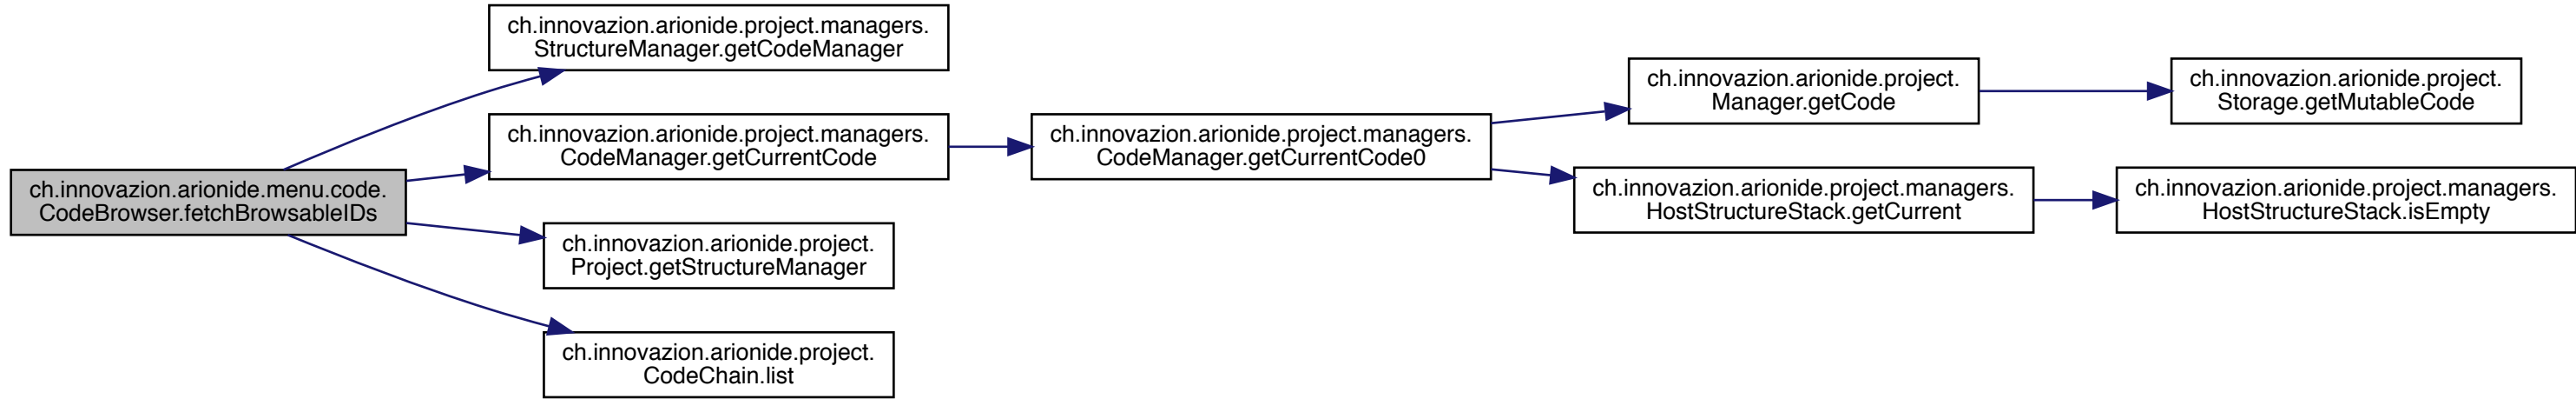 ch.innovazion.arionide.menu.code.
CodeBrowser.fetchBrowsableIDs
ch.innovazion.arionide.project.managers.
StructureManager.getCodeManager
ch.innovazion.arionide.project.managers.
CodeManager.getCurrentCode
ch.innovazion.arionide.project.
Project.getStructureManager
ch.innovazion.arionide.project.
CodeChain.list
ch.innovazion.arionide.project.managers.
CodeManager.getCurrentCode0
ch.innovazion.arionide.project.
Manager.getCode
ch.innovazion.arionide.project.managers.
HostStructureStack.getCurrent
ch.innovazion.arionide.project.
Storage.getMutableCode
ch.innovazion.arionide.project.managers.
HostStructureStack.isEmpty